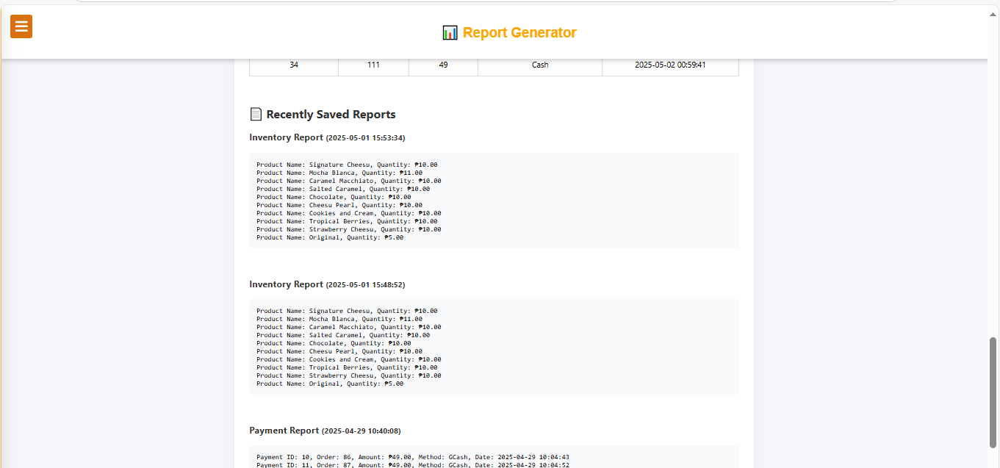 Report Generator
34 111 49 Cash 2025-05-02 00:59:41
Recently Saved Reports
Inventory Report (2025-05-01 15:53:34)
Product Name: Signature Cheesu, Quantity: ₱10.00
Product Name: Mocha Blanca, Quantity: ₱11.00
Product Name: Caramel Macchiato, Quantity: ₱10.00
Product Name: Salted Caramel, Quantity: ₱10.00
Product Name: Chocolate, Quantity: ₱10.00
Product Name: Cheesu Pearl, Quantity: ₱10.00
Product Name: Cookies and Cream, Quantity: ₱10.00
Product Name: Tropical Berries, Quantity: ₱10.00
Product Name: Strawberry Cheesu, Quantity: ₱10.00
Product Name: Original, Quantity: ₱5.00
Inventory Report (2025-05-01 15:48:52)
Product Name: Signature Cheesu, Quantity: ₱10.00
Product Name: Mocha Blanca, Quantity: ₱11.00
Product Name: Caramel Macchiato, Quantity: ₱10.00
Product Name: Salted Caramel, Quantity: ₱10.00
Product Name: Chocolate, Quantity: ₱10.00
Product Name: Cheesu Pearl, Quantity: ₱10.00
Product Name: Cookies and Cream, Quantity: ₱10.00
Product Name: Tropical Berries, Quantity: ₱10.00
Product Name: Strawberry Cheesu, Quantity: ₱10.00
Product Name: Original, Quantity: ₱5.00
Payment Report (2025-04-29 10:40:08)
Payment ID: 10, Order: 86, Amount: ₱49.00, Method: GCash, Date: 2025-04-29 10:04:43
Payment ID: 11, Order: 87, Amount: ₱49.00, Method: GCash, Date: 2025-04-29 10:04:52